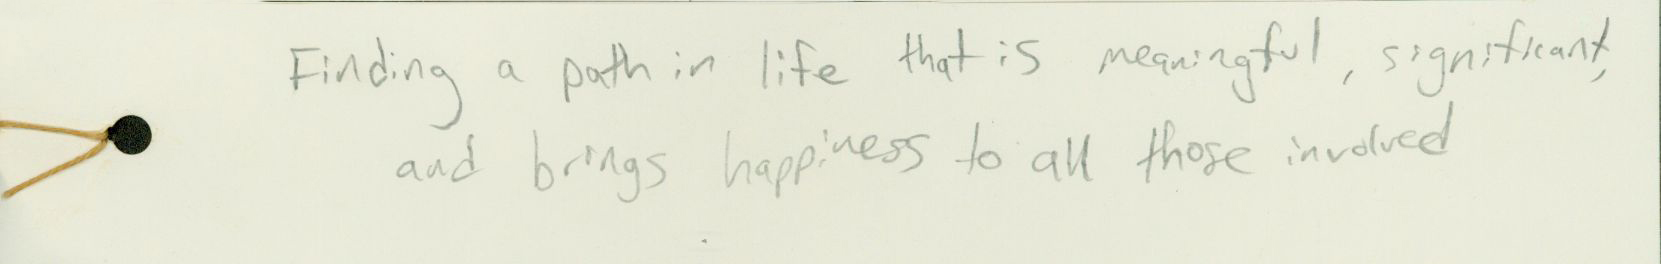 Finding a path in life that is meaningful, significant,
and brings happiness to all those involved